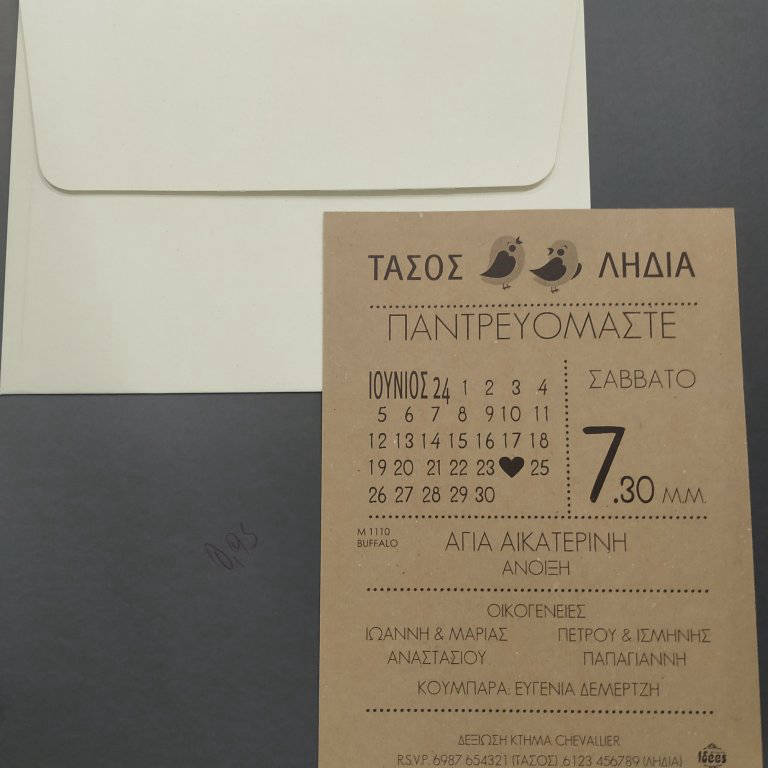 ΤΑΣΟΣ ΛΗΔΙΑ
ΠΑΝΤΡΕΥΟΜΑΣΤΕ
ΙΟΥΝΙΟΣ 24 1 2 3 4
5 6 7 8 9 10 11
12 13 14 15 16 17 18
19 20 21 22 23 25
26 27 28 29 30
ΣΑΒΒΑΤΟ
7.30 Μ.Μ.
M 1110
BUFFALO
ΑΓΙΑ ΑΙΚΑΤΕΡΙΝΗ
ΑΝΟΙΞΗ
ΟΙΚΟΓΕΝΕΙΕΣ
ΙΩΑΝΝΗ & ΜΑΡΙΑΣ
ΑΝΑΣΤΑΣΙΟΥ
ΠΕΤΡΟΥ & ΙΣΜΗΝΗΣ
ΠΑΠΑΓΙΑΝΝΗ
ΚΟΥΜΠΑΡΑ: ΕΥΓΕΝΙΑ ΔΕΜΕΡΤΖΗ
ΔΕΞΙΩΣΗ ΚΤΗΜΑ CHEVALLIER
R.S.V.P. 6987 654321 (ΤΑΣΟΣ) ,6123 456789 (ΛΗΔΙΑ)
idées
0,95